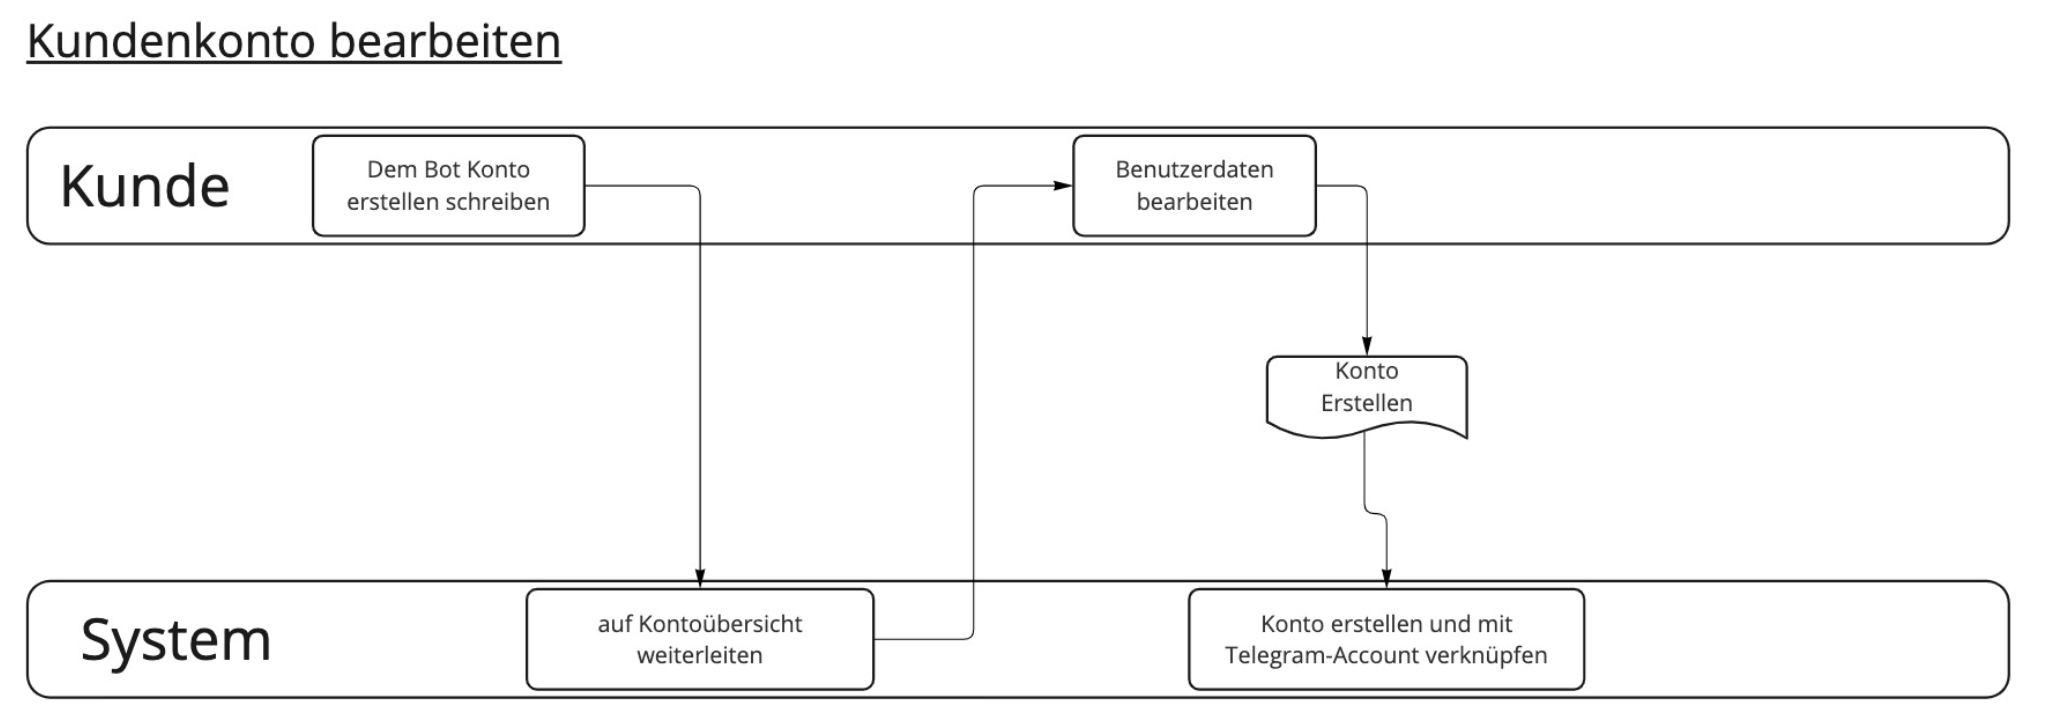 Kundenkonto bearbeiten
Kunde
Dem Bot Konto
erstellen schreiben
Benutzerdaten
bearbeiten
Konto
Erstellen
System
auf Kontoübersicht
weiterleiten
Konto erstellen und mit
Telegram-Account verknüpfen